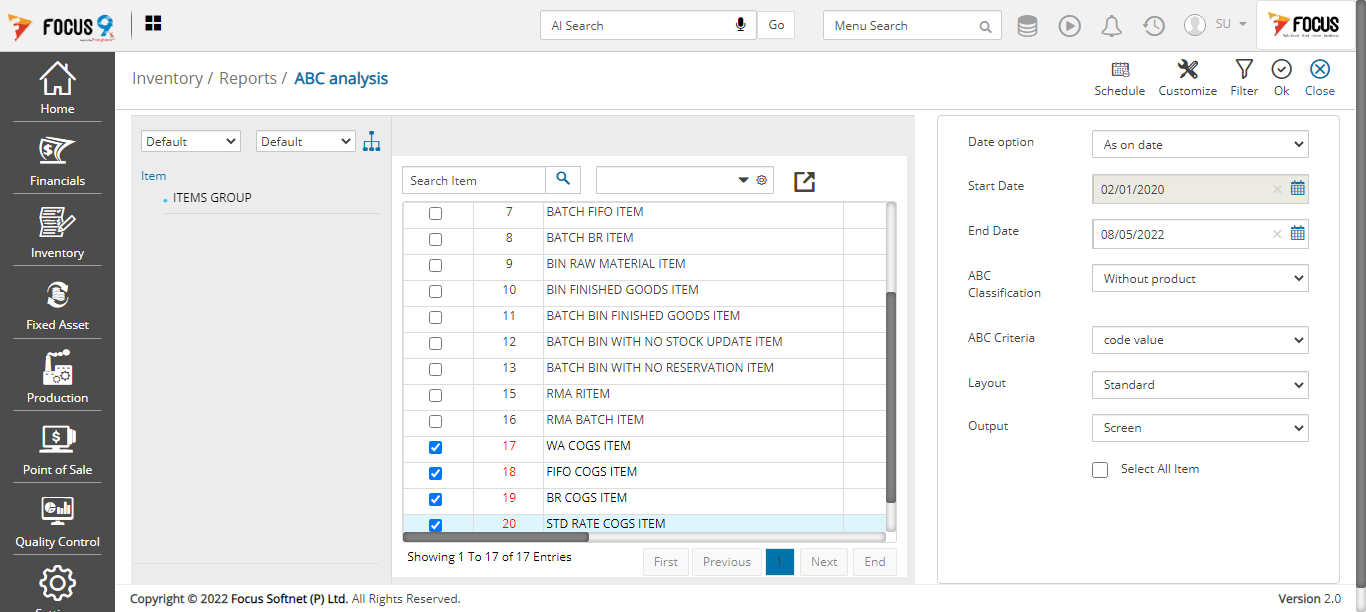 FOCUS 9
AI Search
Go
Menu Search
SU
FOCUS
Home
Financials
Inventory
Fixed Asset
Production
Point of Sale
Quality Control
Inventory / Reports / ABC analysis
Schedule
Customize
Filter
Ok
Close
Default
Default
Item
ITEMS GROUP
Search Item
7 BATCH FIFO ITEM
8 BATCH BR ITEM
9 BIN RAW MATERIAL ITEM
10 BIN FINISHED GOODS ITEM
11 BATCH BIN FINISHED GOODS ITEM
12 BATCH BIN WITH NO STOCK UPDATE ITEM
13 BATCH BIN WITH NO RESERVATION ITEM
15 RMA RITEM
16 RMA BATCH ITEM
17 WA COGS ITEM
18 FIFO COGS ITEM
19 BR COGS ITEM
20 STD RATE COGS ITEM
Showing 1 To 17 of 17 Entries
First
Previous
1
Next
End
Date option As on date
Start Date 02/01/2020
End Date 08/05/2022
ABC
Classification
Without product
ABC Criteria code value
Layout Standard
Output Screen
Select All Item
Copyright © 2022 Focus Softnet (P) Ltd. All Rights Reserved.
Version 2.0